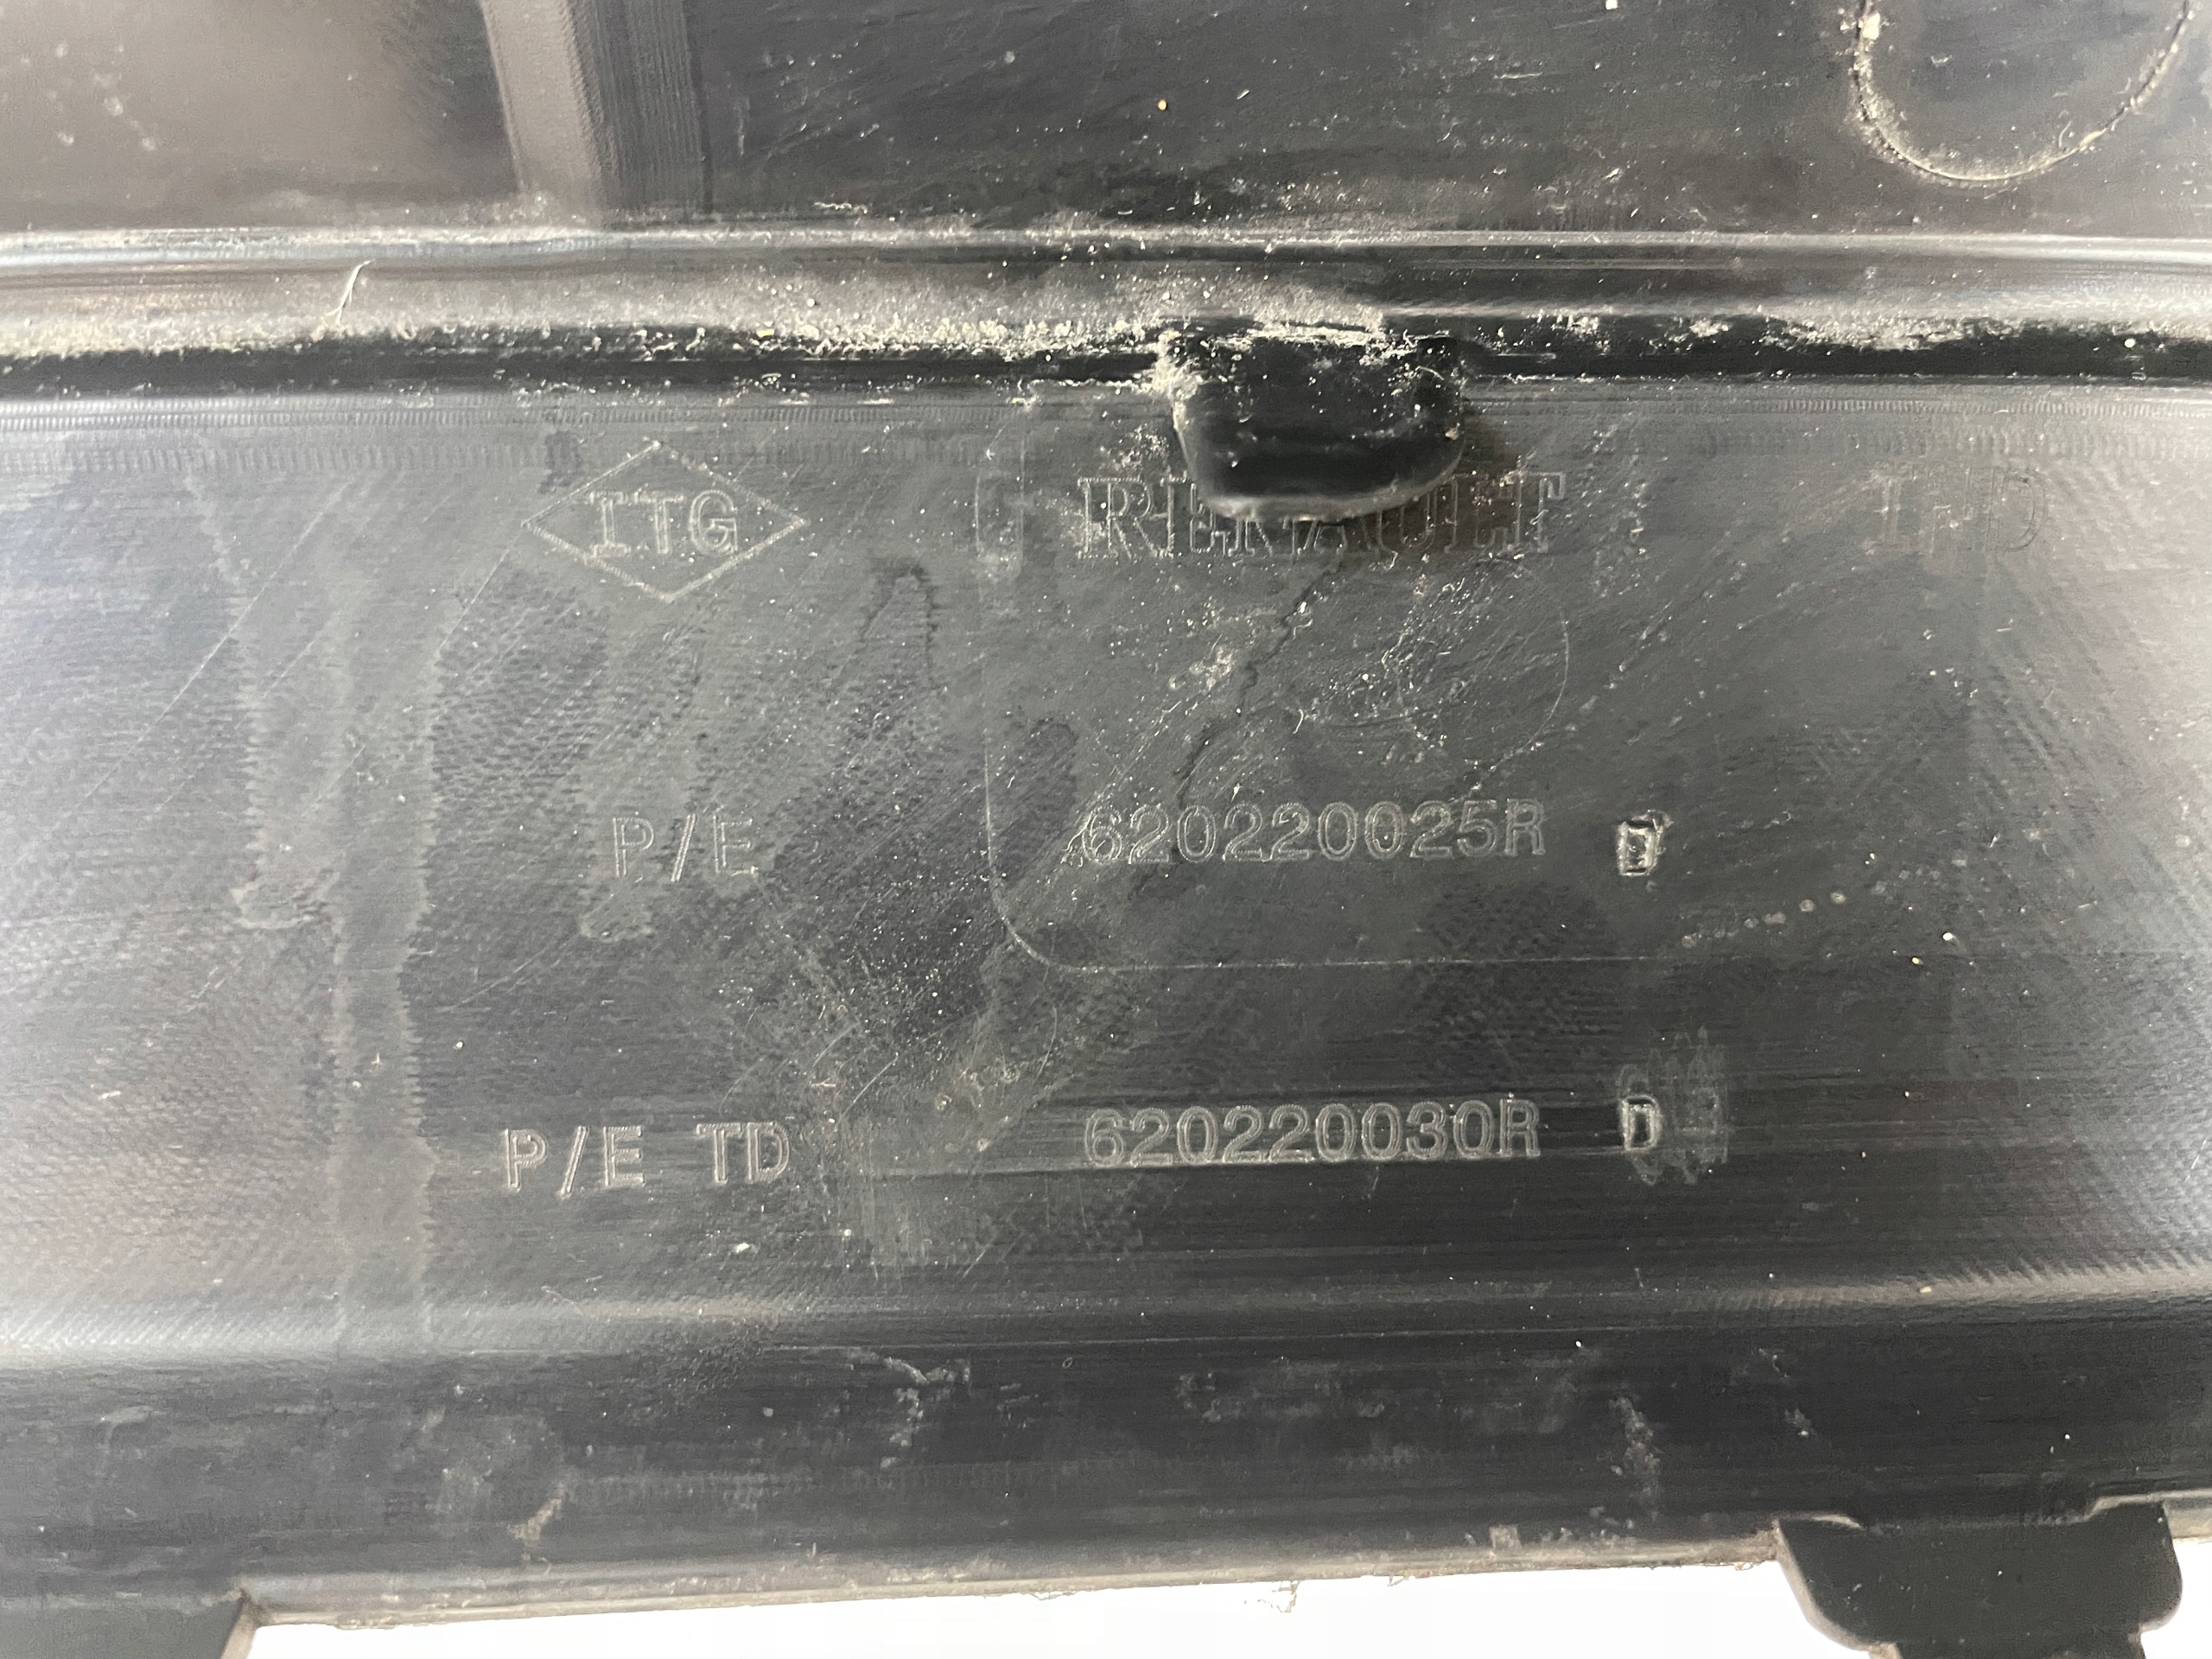 ITG RENAULT
P/E 620220025R D
P/E TD 620220030R D